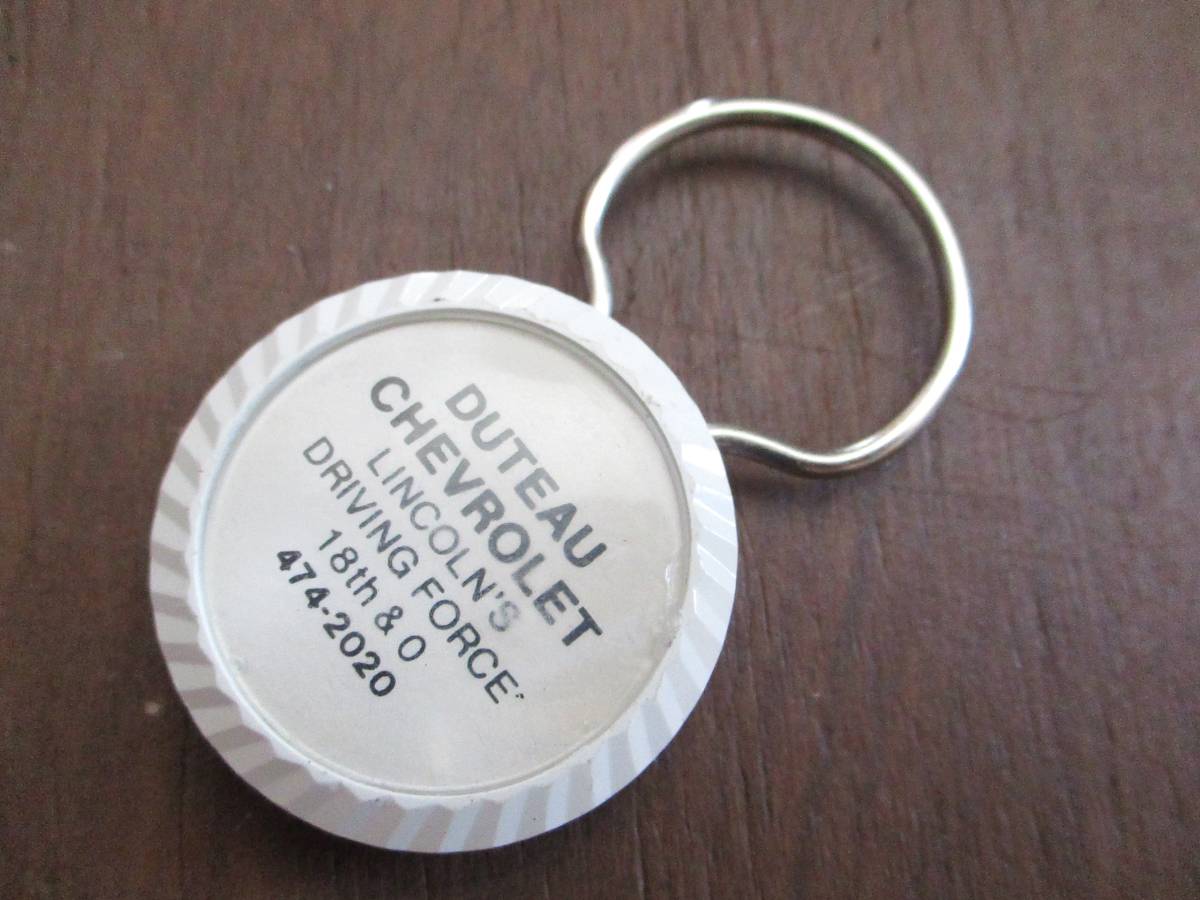 DUTEAU
CHEVROLET
LINCOLN'S
DRIVING FORCE
18th & O
474-2020